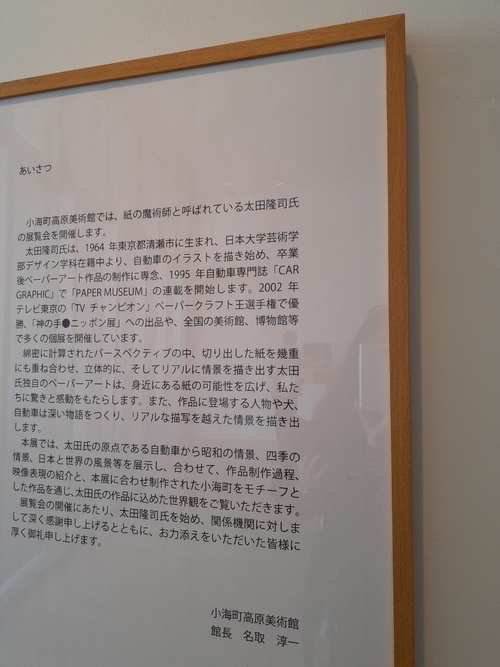 あいさつ
小海町高原美術館では、紙の魔術師と呼ばれている太田隆司氏
の展覧会を開催します。
太田隆司氏は、1964 年東京都清瀬市に生まれ、日本大学芸術学
部デザイン学科在籍中より、自動車のイラストを描き始め、卒業
後ペーパーアート作品の制作に専念、1995 年自動車専門誌「CAR
GRAPHIC」で「PAPER MUSEUM」の連載を開始します。2002 年
テレビ東京の「TV チャンピオン」ペーパークラフト王選手権で優
勝、「神の手●ニッポン展」への出品や、全国の美術館、博物館等
で多くの個展を開催しています。
綿密に計算されたパースペクティブの中、切り出した紙を幾重
にも重ね合わせ、立体的に、そしてリアルに情景を描き出す太田
氏独自のペーパーアートは、身近にある紙の可能性を広げ、私た
ちに驚きと感動をもたらします。また、作品に登場する人物や犬、
自動車は深い物語をつくり、リアルな描写を越えた情景を描き出
します。
本展では、太田氏の原点である自動車から昭和の情景、四季の
情景、日本と世界の風景等を展示し、合わせて、作品制作過程、
映像表現の紹介と、本展に合わせ制作された小海町をモチーフと
した作品を通じ、太田氏の作品に込めた世界観をご覧いただきます。
展覧会の開催にあたり、太田隆司氏を始め、関係機関に対しま
して深く感謝申し上げるとともに、お力添えをいただいた皆様に
厚く御礼申し上げます。
小海町高原美術館
館長 名取 淳一